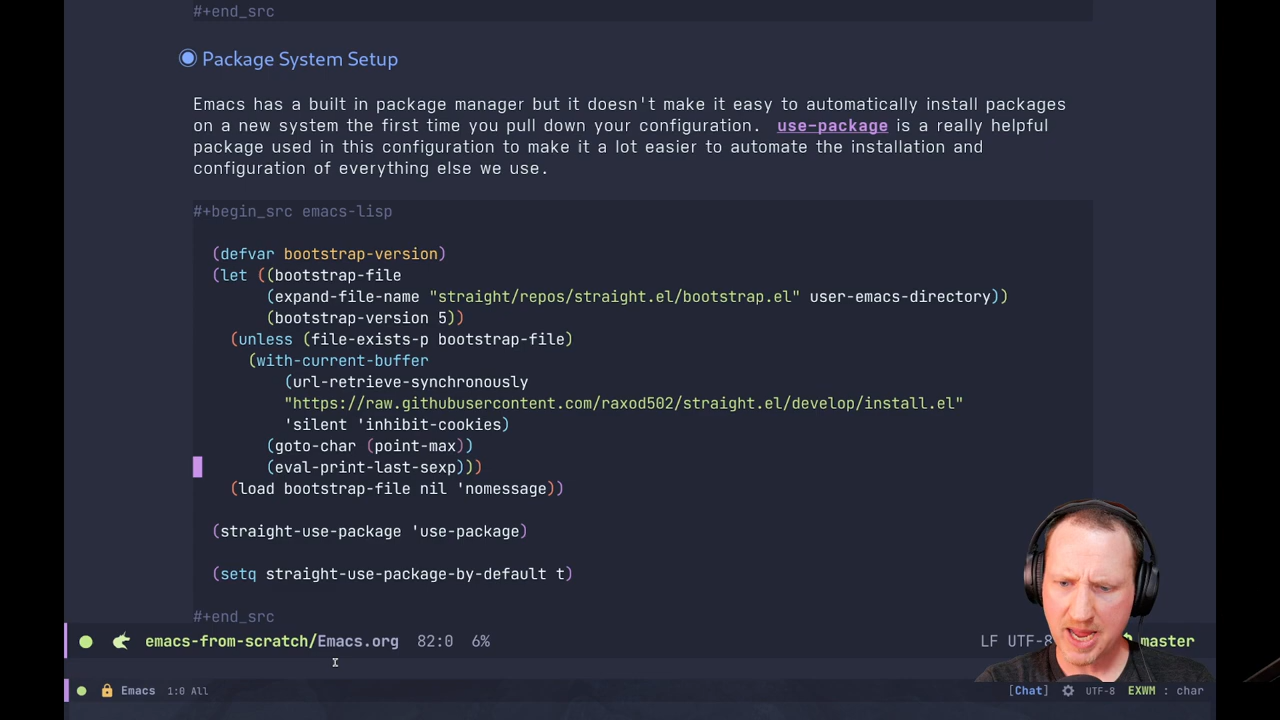 #+end_src
Package System Setup
Emacs has a built in package manager but it doesn't make it easy to automatically install packages
on a new system the first time you pull down your configuration.  use-package is a really helpful
package used in this configuration to make it a lot easier to automate the installation and
configuration of everything else we use.
#+begin_src emacs-lisp
(defvar bootstrap-version)
(let ((bootstrap-file
(expand-file-name "straight/repos/straight.el/bootstrap.el" user-emacs-directory))
(bootstrap-version 5))
(unless (file-exists-p bootstrap-file)
(with-current-buffer
(url-retrieve-synchronously
"https://raw.githubusercontent.com/raxod502/straight.el/develop/install.el"
'silent 'inhibit-cookies)
(goto-char (point-max))
(eval-print-last-sexp)))
(load bootstrap-file nil 'nomessage))
(straight-use-package 'use-package)
(setq straight-use-package-by-default t)
#+end_src
emacs-from-scratch/Emacs.org 82:0 6% LF UTF-8 master
Emacs 1:0 All [Chat] UTF-8 EXWM : char